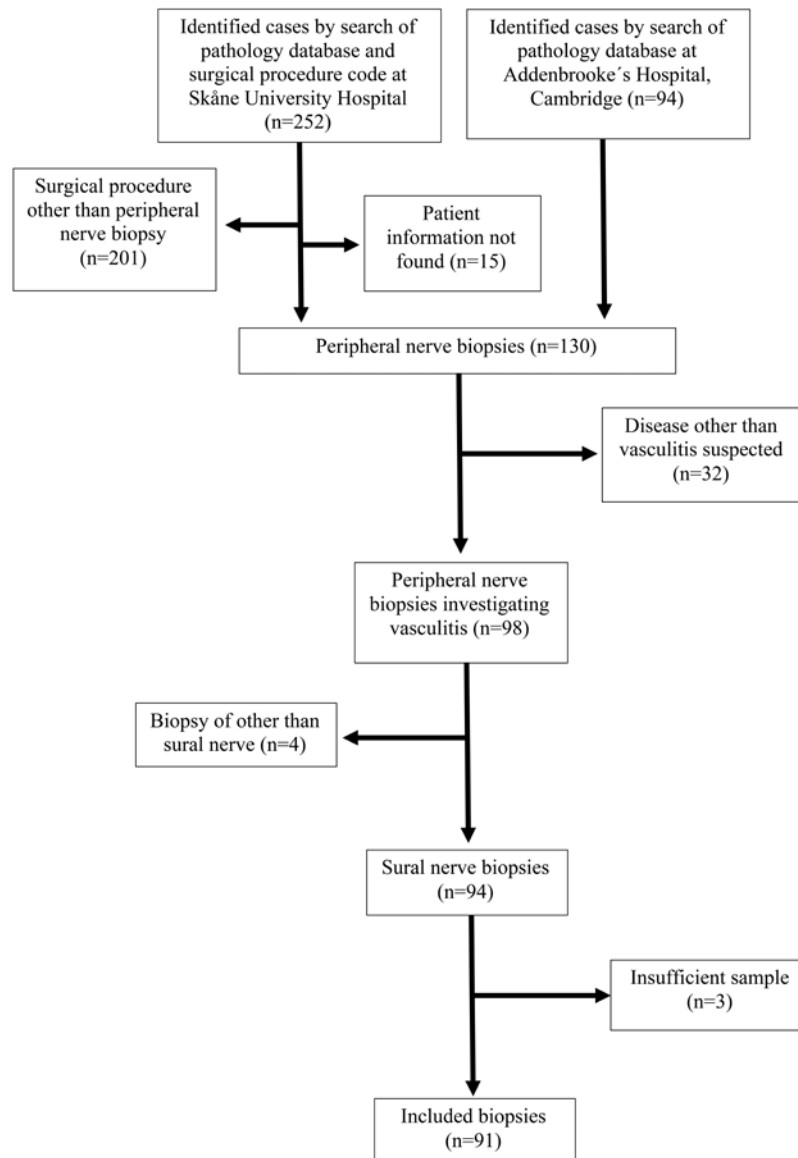 Identified cases by search of
pathology database and
surgical procedure code at
Skåne University Hospital
(n=252)
Identified cases by search of
pathology database at
Addenbrooke´s Hospital,
Cambridge (n=94)
Surgical procedure
other than peripheral
nerve biopsy
(n=201)
Patient
information not
found (n=15)
Peripheral nerve biopsies (n=130)
Disease other than
vasculitis suspected
(n=32)
Peripheral nerve
biopsies investigating
vasculitis (n=98)
Biopsy of other than
sural nerve (n=4)
Sural nerve biopsies
(n=94)
Insufficient sample
(n=3)
Included biopsies
(n=91)